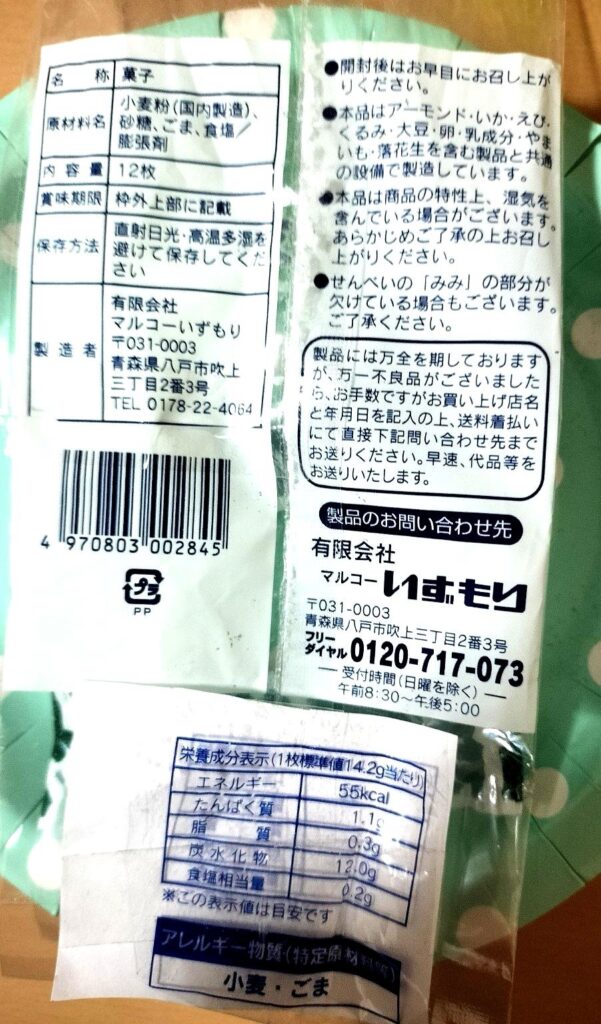 名称 菓子
原材料名 小麦粉(国内製造)、
砂糖、ごま、食塩／
膨張剤
内容量 12枚
賞味期限 枠外上部に記載
保存方法 直射日光・高温多湿を
避けて保存してくだ
さい
製造者 有限会社
マルコーいずもり
〒031-0003
青森県八戸市吹上
三丁目2番3号
TEL 0178-22-4064
4 970803 002845
プラ
PP
●開封後はお早目にお召し上が
りください。
●本品はアーモンド・いか・えび・
くるみ・大豆・卵・乳成分・やま
いも・落花生を含む製品と共通
の設備で製造しています。
●本品は商品の特性上、湿気を
含んでいる場合がございます。
あらかじめご了承の上お召し
上がりください。
●せんべいの「みみ」の部分が
欠けている場合もございます。
ご了承ください。
製品には万全を期しております
が、万一不良品がございました
ら、お手数ですがお買い上げ店名
と年月日を記入の上、送料着払い
にて直接下記問い合わせ先まで
お送りください。早速、代品等を
お送りいたします。
製品のお問い合わせ先
有限会社
マルコー いずもり
〒031-0003
青森県八戸市吹上三丁目2番3号
フリーダイヤル 0120-717-073
受付時間(日曜を除く)
午前8:30～午後5:00
栄養成分表示(1枚標準値14.2g当たり)
エネルギー 55kcal
たんぱく質 1.1g
脂質 0.3g
炭水化物 12.0g
食塩相当量 0.2g
※この表示値は目安です
アレルギー物質(特定原材料等)
小麦・ごま